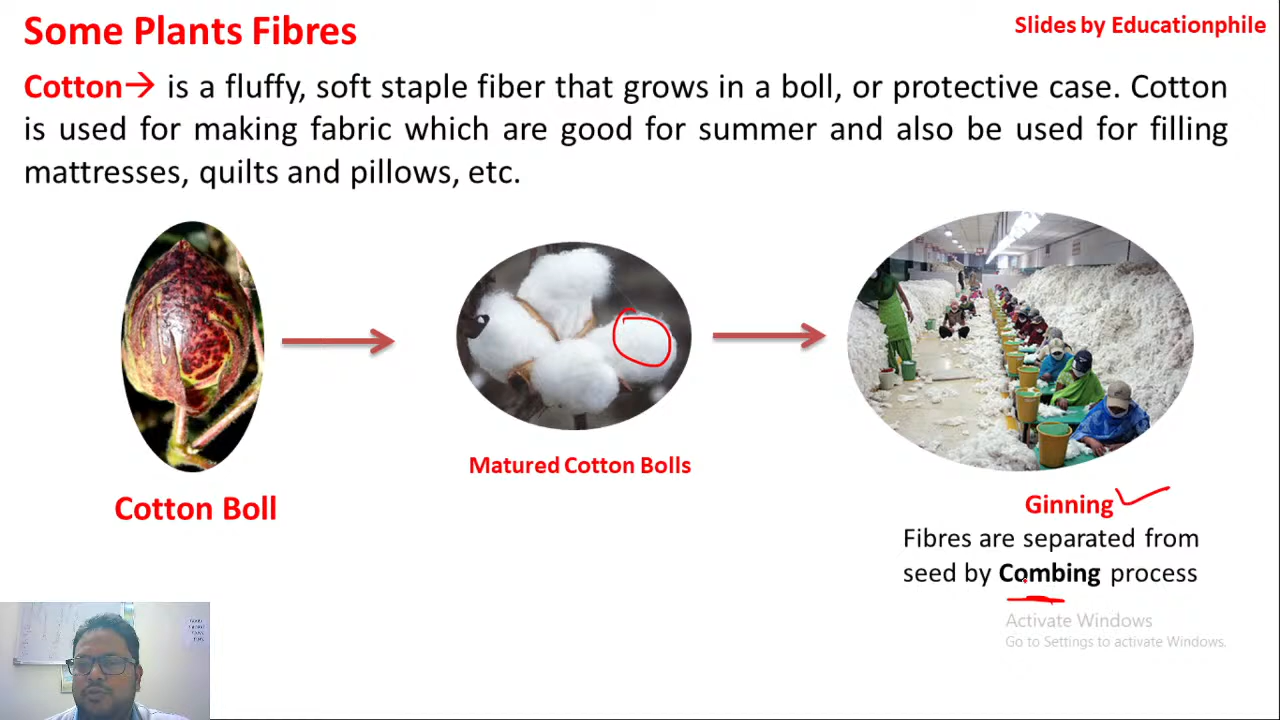 Some Plants Fibres
Slides by Educationphile
Cotton→ is a fluffy, soft staple fiber that grows in a boll, or protective case. Cotton
is used for making fabric which are good for summer and also be used for filling
mattresses, quilts and pillows, etc.
Matured Cotton Bolls
Cotton Boll
Ginning
Fibres are separated from
seed by Combing process
Activate Windows
Go to Settings to activate Windows.